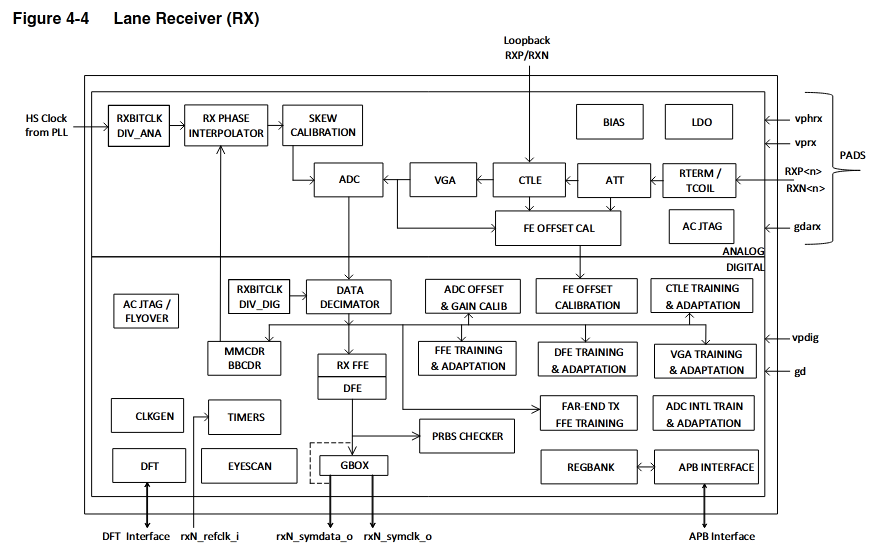 Figure 4-4 Lane Receiver (RX)
Loopback
RXP/RXN
HS Clock
from PLL
RXBITCLK
DIV_ANA
RX PHASE
INTERPOLATOR
SKEW
CALIBRATION
BIAS
LDO
vphrx
vprx
PADS
ADC
VGA
CTLE
ATT
RTERM /
TCOIL
RXP<n>
RXN<n>
FE OFFSET CAL
AC JTAG
gdarx
ANALOG
DIGITAL
AC JTAG /
FLYOVER
RXBITCLK
DIV_DIG
DATA
DECIMATOR
ADC OFFSET
& GAIN CALIB
FE OFFSET
CALIBRATION
CTLE TRAINING
& ADAPTATION
vpdig
MMCDR
BBCDR
RX FFE
DFE
FFE TRAINING
& ADAPTATION
DFE TRAINING
& ADAPTATION
VGA TRAINING
& ADAPTATION
gd
CLKGEN
TIMERS
PRBS CHECKER
FAR-END TX
FFE TRAINING
ADC INTL TRAIN
& ADAPTATION
DFT
EYESCAN
GBOX
REGBANK
APB INTERFACE
DFT Interface
rxN_refclk_i
rxN_symdata_o
rxN_symclk_o
APB Interface